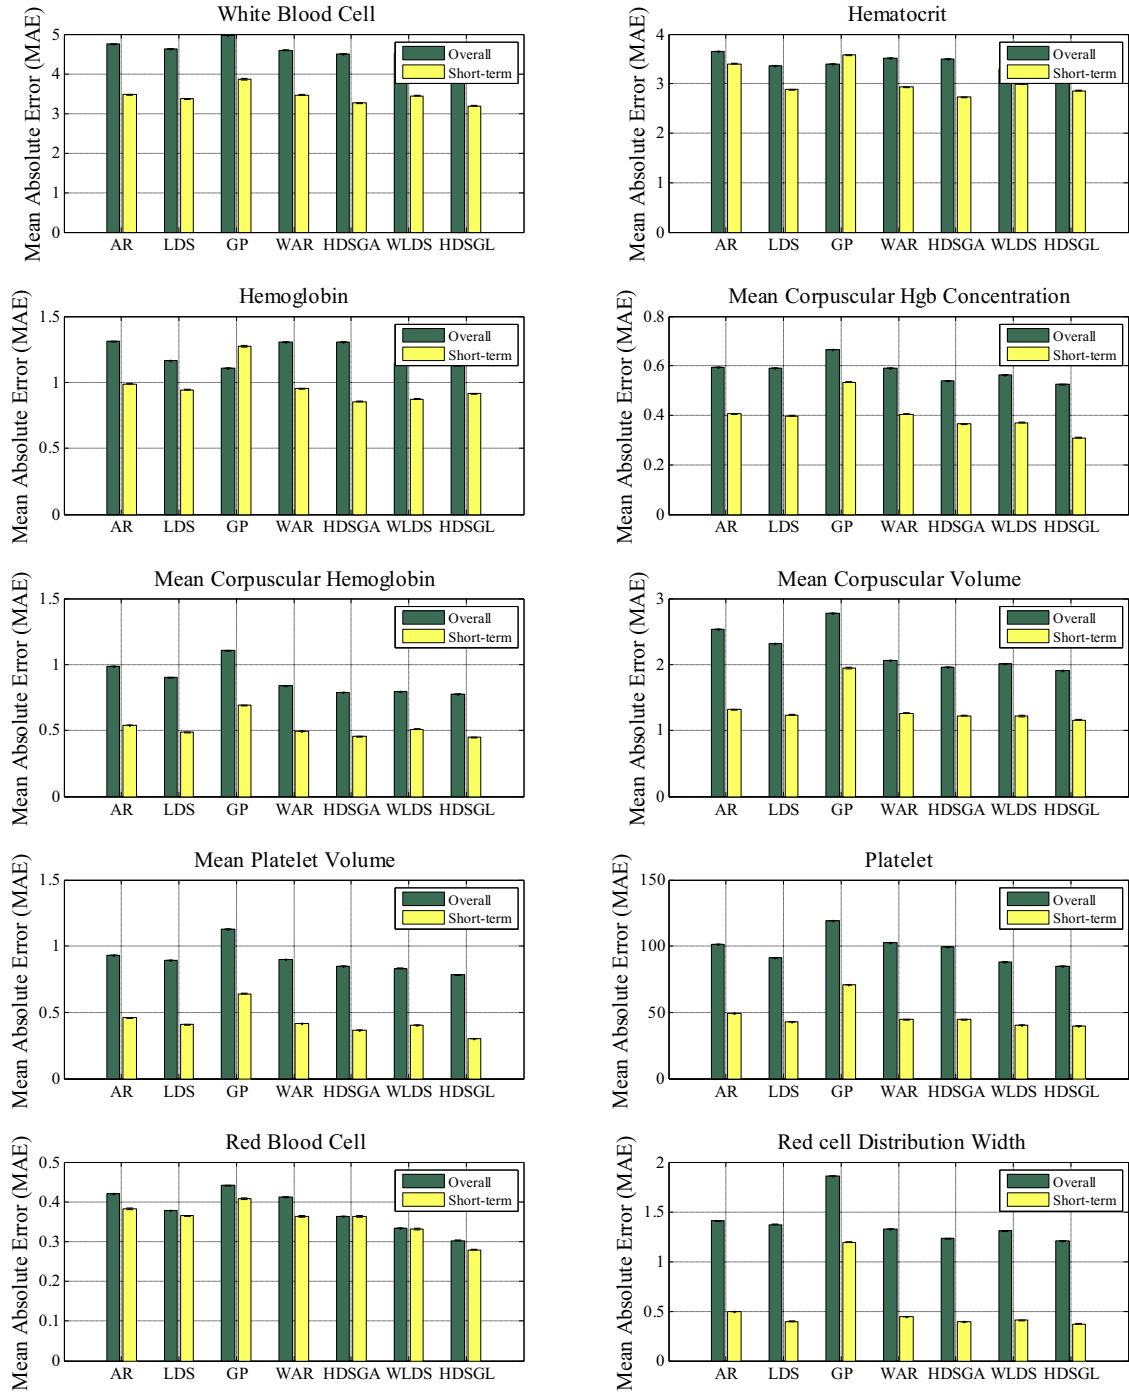 White Blood Cell
Mean Absolute Error (MAE)
5
4
3
2
1
0
AR LDS GP WAR HDSGA WLDS HDSGL
Overall
Short-term
Hematocrit
Mean Absolute Error (MAE)
4
3
2
1
0
AR LDS GP WAR HDSGA WLDS HDSGL
Overall
Short-term
Hemoglobin
Mean Absolute Error (MAE)
1.5
1
0.5
0
AR LDS GP WAR HDSGA WLDS HDSGL
Overall
Short-term
Mean Corpuscular Hgb Concentration
Mean Absolute Error (MAE)
0.8
0.6
0.4
0.2
0
AR LDS GP WAR HDSGA WLDS HDSGL
Overall
Short-term
Mean Corpuscular Hemoglobin
Mean Absolute Error (MAE)
1.5
1
0.5
0
AR LDS GP WAR HDSGA WLDS HDSGL
Overall
Short-term
Mean Corpuscular Volume
Mean Absolute Error (MAE)
3
2
1
0
AR LDS GP WAR HDSGA WLDS HDSGL
Overall
Short-term
Mean Platelet Volume
Mean Absolute Error (MAE)
1.5
1
0.5
0
AR LDS GP WAR HDSGA WLDS HDSGL
Overall
Short-term
Platelet
Mean Absolute Error (MAE)
150
100
50
0
AR LDS GP WAR HDSGA WLDS HDSGL
Overall
Short-term
Red Blood Cell
Mean Absolute Error (MAE)
0.5
0.4
0.3
0.2
0.1
0
AR LDS GP WAR HDSGA WLDS HDSGL
Overall
Short-term
Red cell Distribution Width
Mean Absolute Error (MAE)
2
1.5
1
0.5
0
AR LDS GP WAR HDSGA WLDS HDSGL
Overall
Short-term